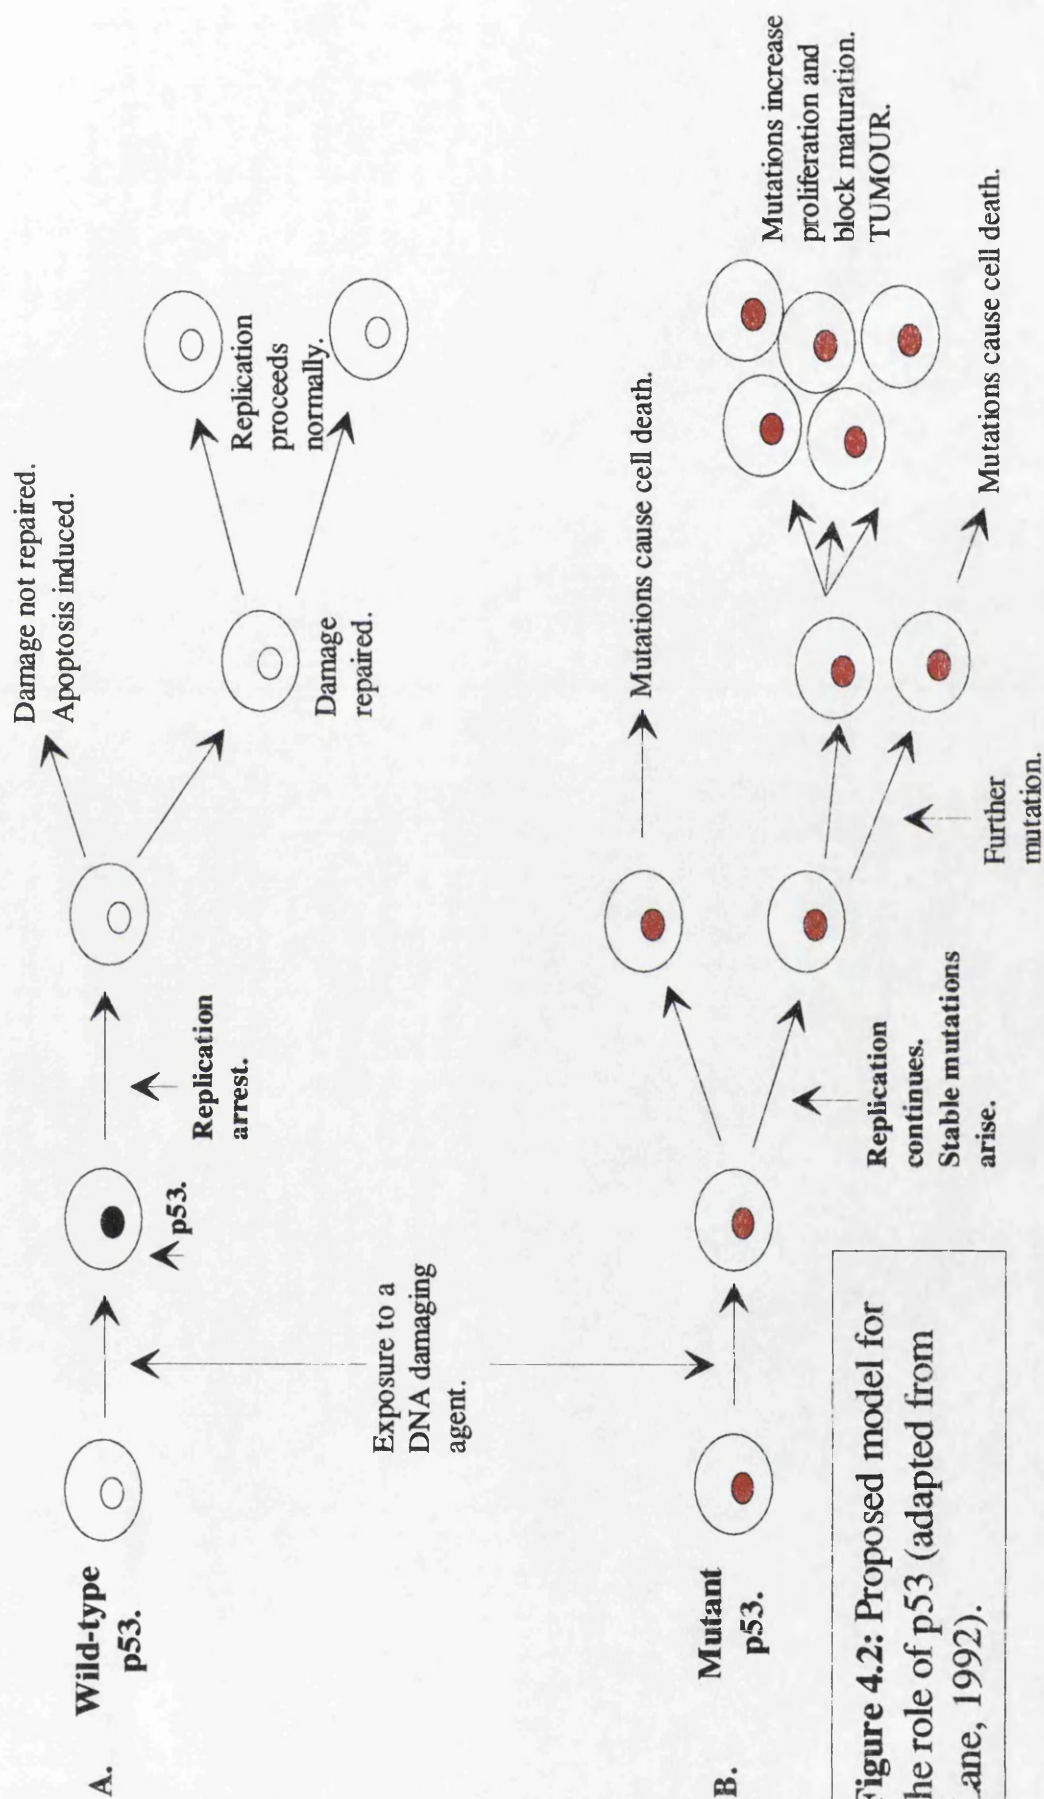 A. Wild-type
p53.
Exposure to a
DNA damaging
agent.
p53.
Replication
arrest.
Damage not repaired.
Apoptosis induced.
Damage
repaired.
Replication
proceeds
normally.
B. Mutant
p53.
Replication
continues.
Stable mutations
arise.
Mutations cause cell death.
Further
mutation.
Mutations increase
proliferation and
block maturation.
TUMOUR.
Mutations cause cell death.
Figure 4.2: Proposed model for
he role of p53 (adapted from
Lane, 1992).